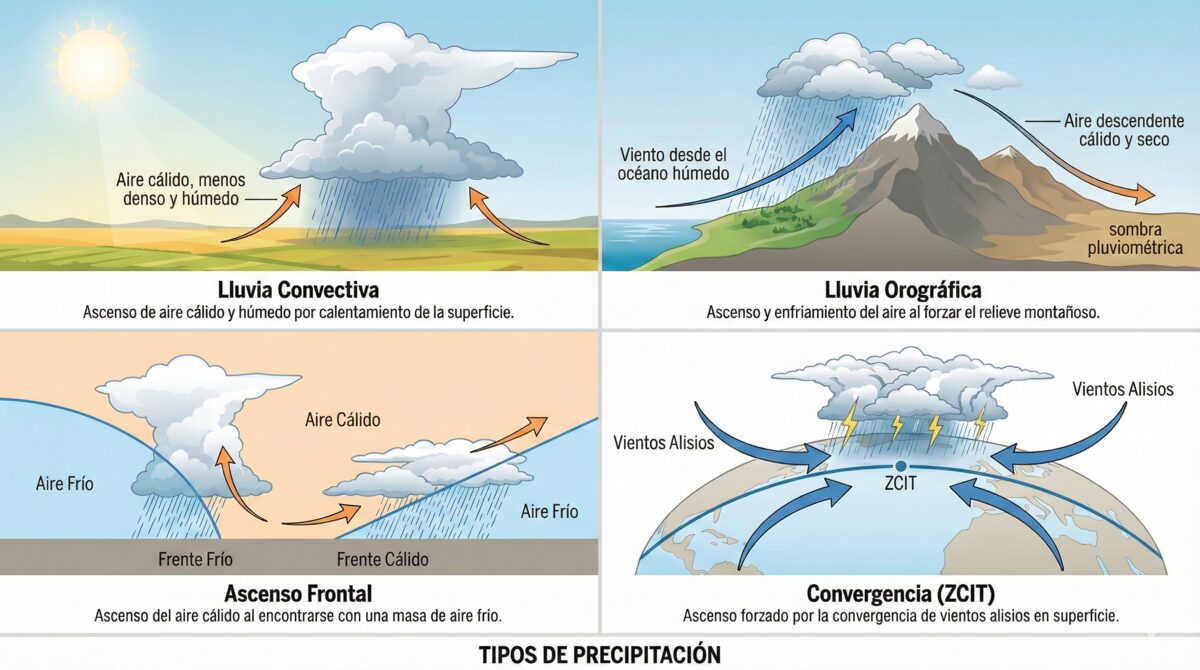 Aire cálido, menos
denso y húmedo
Lluvia Convectiva
Ascenso de aire cálido y húmedo por calentamiento de la superficie.
Viento desde el
océano húmedo
Aire descendente
cálido y seco
sombra
pluviométrica
Lluvia Orográfica
Ascenso y enfriamiento del aire al forzar el relieve montañoso.
Aire Frío
Aire Cálido
Aire Frío
Frente Frío
Frente Cálido
Ascenso Frontal
Ascenso del aire cálido al encontrarse con una masa de aire frío.
Vientos Alisios
Vientos Alisios
ZCIT
Convergencia (ZCIT)
Ascenso forzado por la convergencia de vientos alisios en superficie.
TIPOS DE PRECIPITACIÓN